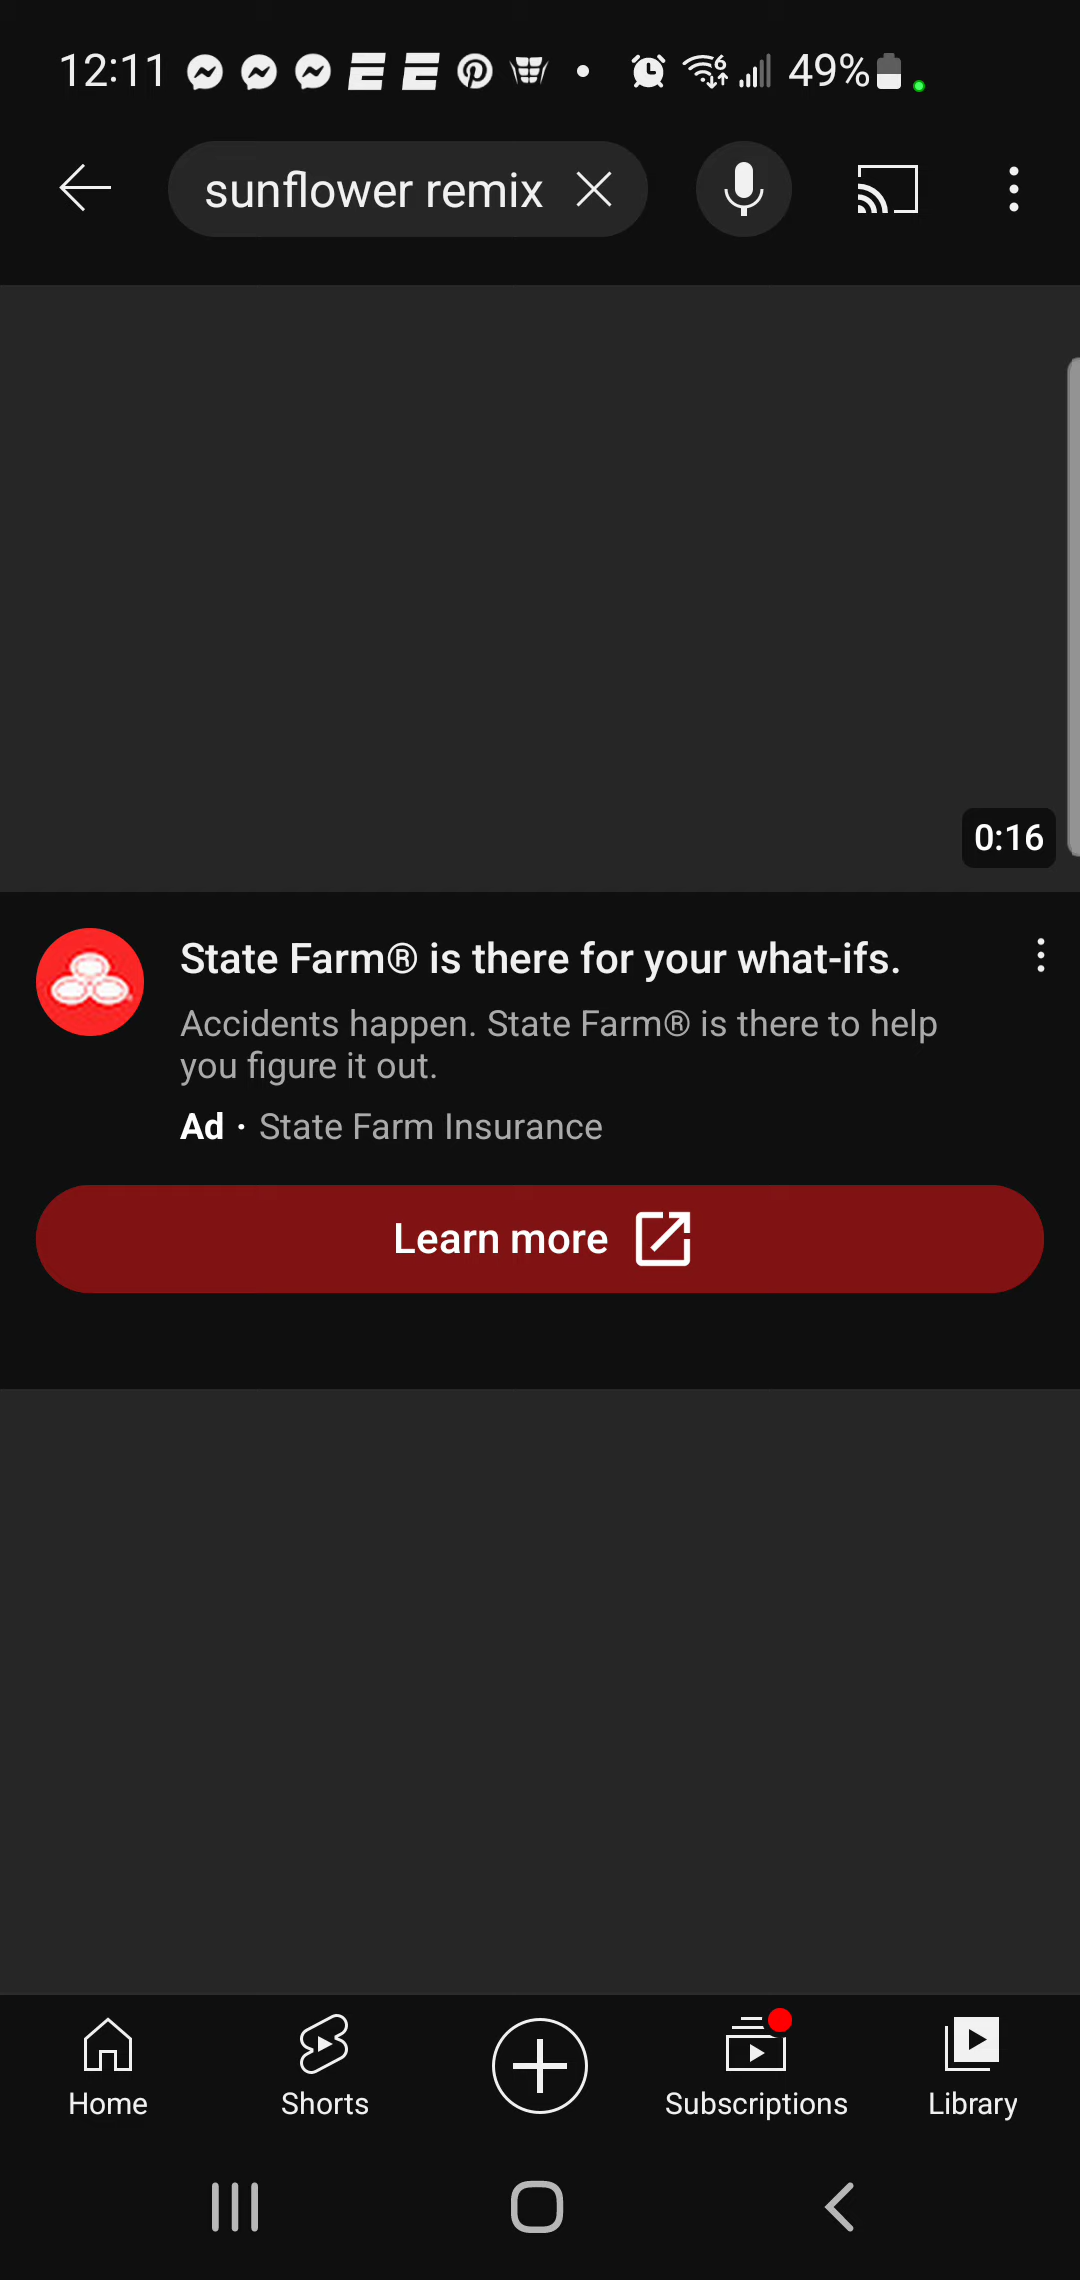 12:11 49%
sunflower remix
0:16
State Farm® is there for your what-ifs.
Accidents happen. State Farm® is there to help
you figure it out.
Ad · State Farm Insurance
Learn more
Home Shorts Subscriptions Library